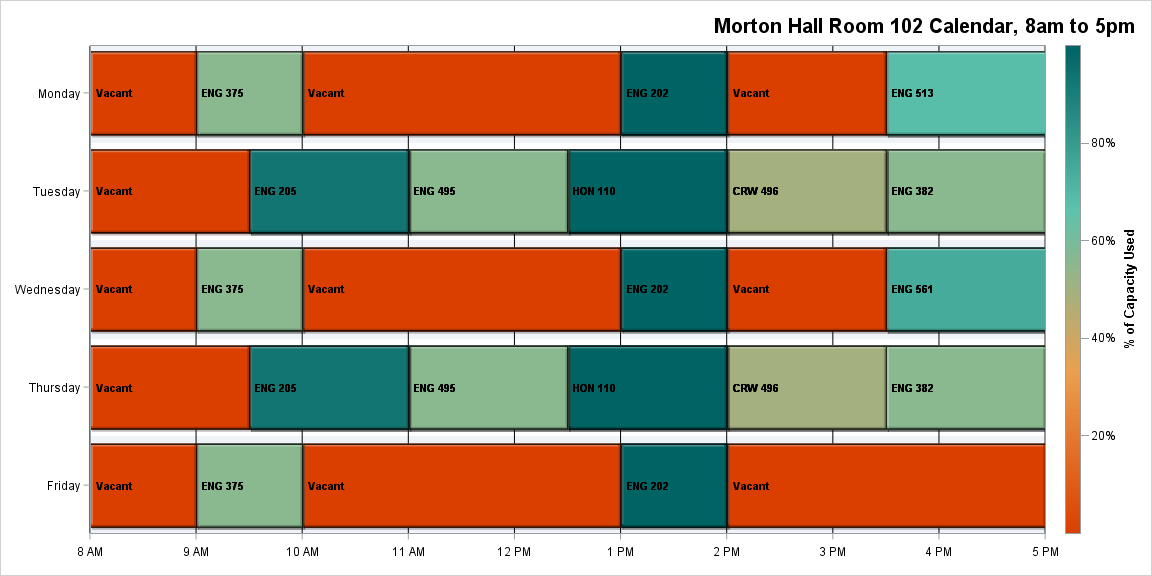 Morton Hall Room 102 Calendar, 8am to 5pm
Monday
Vacant
ENG 375
Vacant
ENG 202
Vacant
ENG 513
Tuesday
Vacant
ENG 205
ENG 495
HON 110
CRW 496
ENG 382
Wednesday
Vacant
ENG 375
Vacant
ENG 202
Vacant
ENG 561
Thursday
Vacant
ENG 205
ENG 495
HON 110
CRW 496
ENG 382
Friday
Vacant
ENG 375
Vacant
ENG 202
Vacant
8 AM
9 AM
10 AM
11 AM
12 PM
1 PM
2 PM
3 PM
4 PM
5 PM
80%
60%
40%
20%
% of Capacity Used